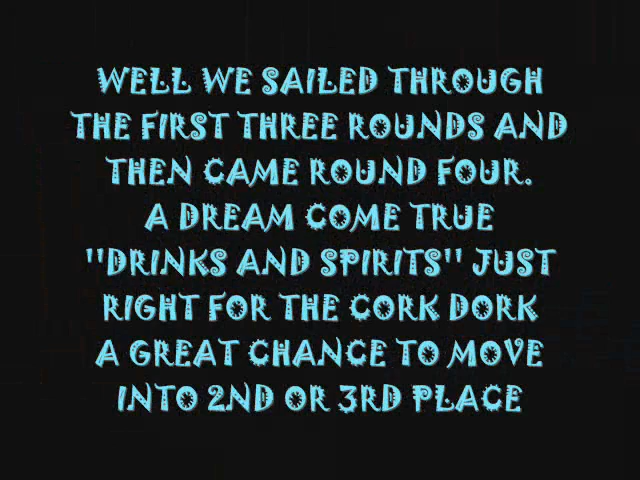 WELL WE SAILED THROUGH
THE FIRST THREE ROUNDS AND
THEN CAME ROUND FOUR.
A DREAM COME TRUE
"DRINKS AND SPIRITS" JUST
RIGHT FOR THE CORK DORK
A GREAT CHANCE TO MOVE
INTO 2ND OR 3RD PLACE